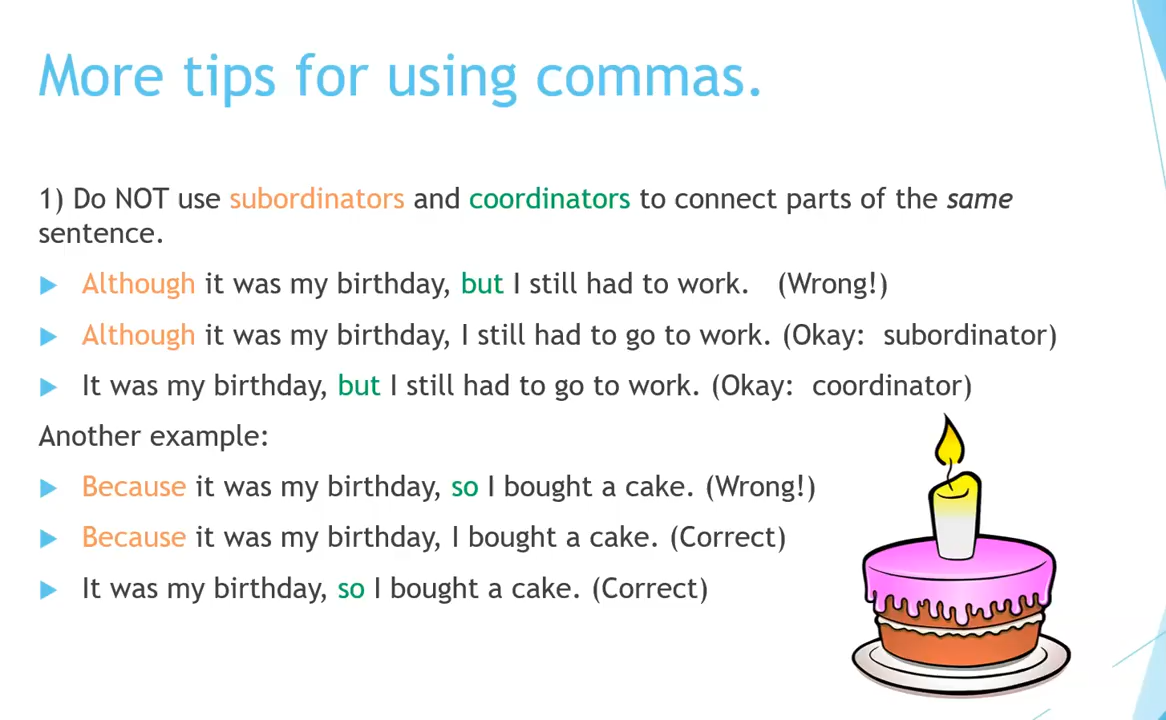 More tips for using commas.
1) Do NOT use subordinators and coordinators to connect parts of the same
sentence.
Although it was my birthday, but I still had to work. (Wrong!)
Although it was my birthday, I still had to go to work. (Okay: subordinator)
It was my birthday, but I still had to go to work. (Okay: coordinator)
Another example:
Because it was my birthday, so I bought a cake. (Wrong!)
Because it was my birthday, I bought a cake. (Correct)
It was my birthday, so I bought a cake. (Correct)